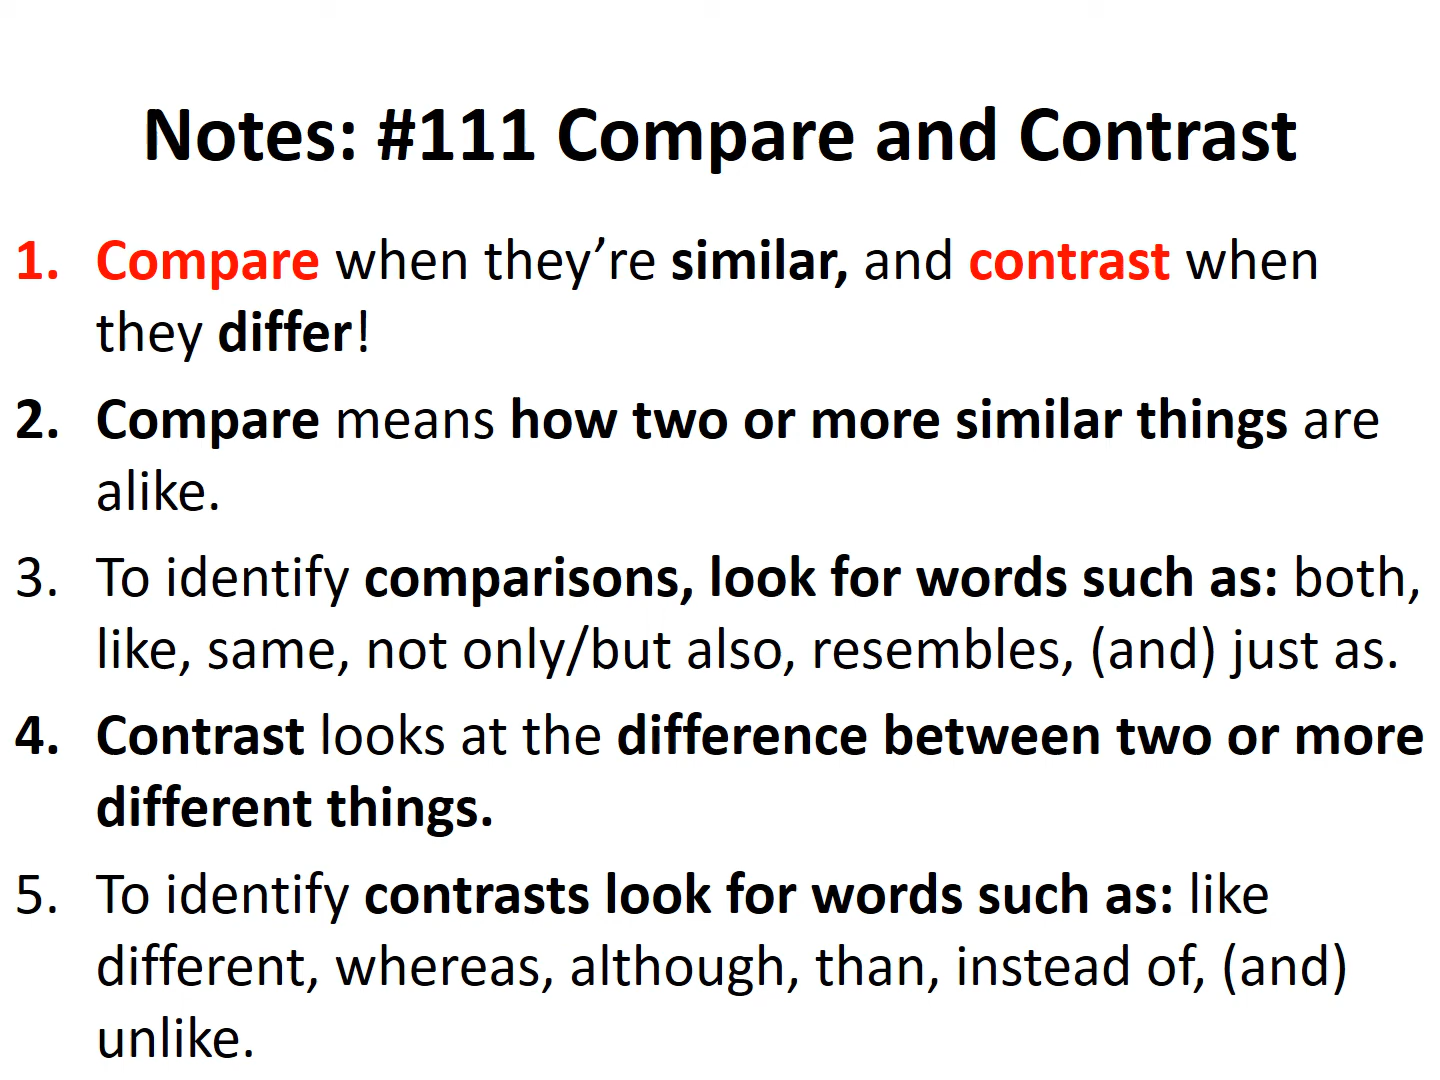 Notes: #111 Compare and Contrast
1. Compare when they’re similar, and contrast when
they differ!
2. Compare means how two or more similar things are
alike.
3. To identify comparisons, look for words such as: both,
like, same, not only/but also, resembles, (and) just as.
4. Contrast looks at the difference between two or more
different things.
5. To identify contrasts look for words such as: like
different, whereas, although, than, instead of, (and)
unlike.